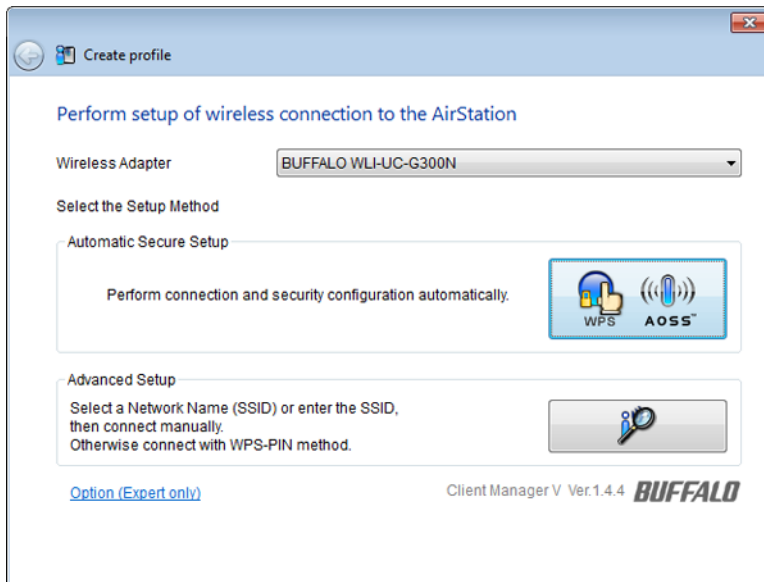 Create profile
Perform setup of wireless connection to the AirStation
Wireless Adapter
BUFFALO WLI-UC-G300N
Select the Setup Method
Automatic Secure Setup
Perform connection and security configuration automatically.
WPS
AOSS™
Advanced Setup
Select a Network Name (SSID) or enter the SSID,
then connect manually.
Otherwise connect with WPS-PIN method.
Option (Expert only)
Client Manager V Ver.1.4.4 BUFFALO